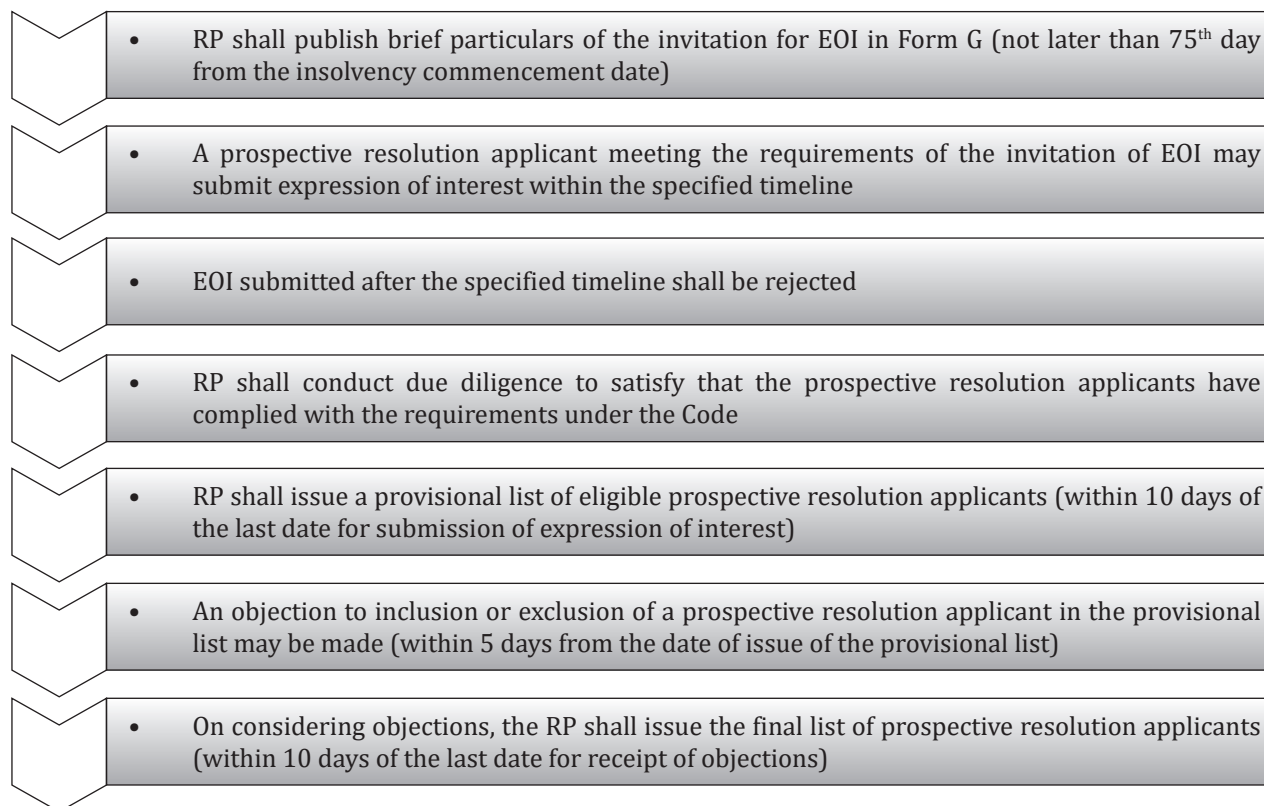 • RP shall publish brief particulars of the invitation for EOI in Form G (not later than 75th day
from the insolvency commencement date)
• A prospective resolution applicant meeting the requirements of the invitation of EOI may
submit expression of interest within the specified timeline
• EOI submitted after the specified timeline shall be rejected
• RP shall conduct due diligence to satisfy that the prospective resolution applicants have
complied with the requirements under the Code
• RP shall issue a provisional list of eligible prospective resolution applicants (within 10 days of
the last date for submission of expression of interest)
• An objection to inclusion or exclusion of a prospective resolution applicant in the provisional
list may be made (within 5 days from the date of issue of the provisional list)
• On considering objections, the RP shall issue the final list of prospective resolution applicants
(within 10 days of the last date for receipt of objections)